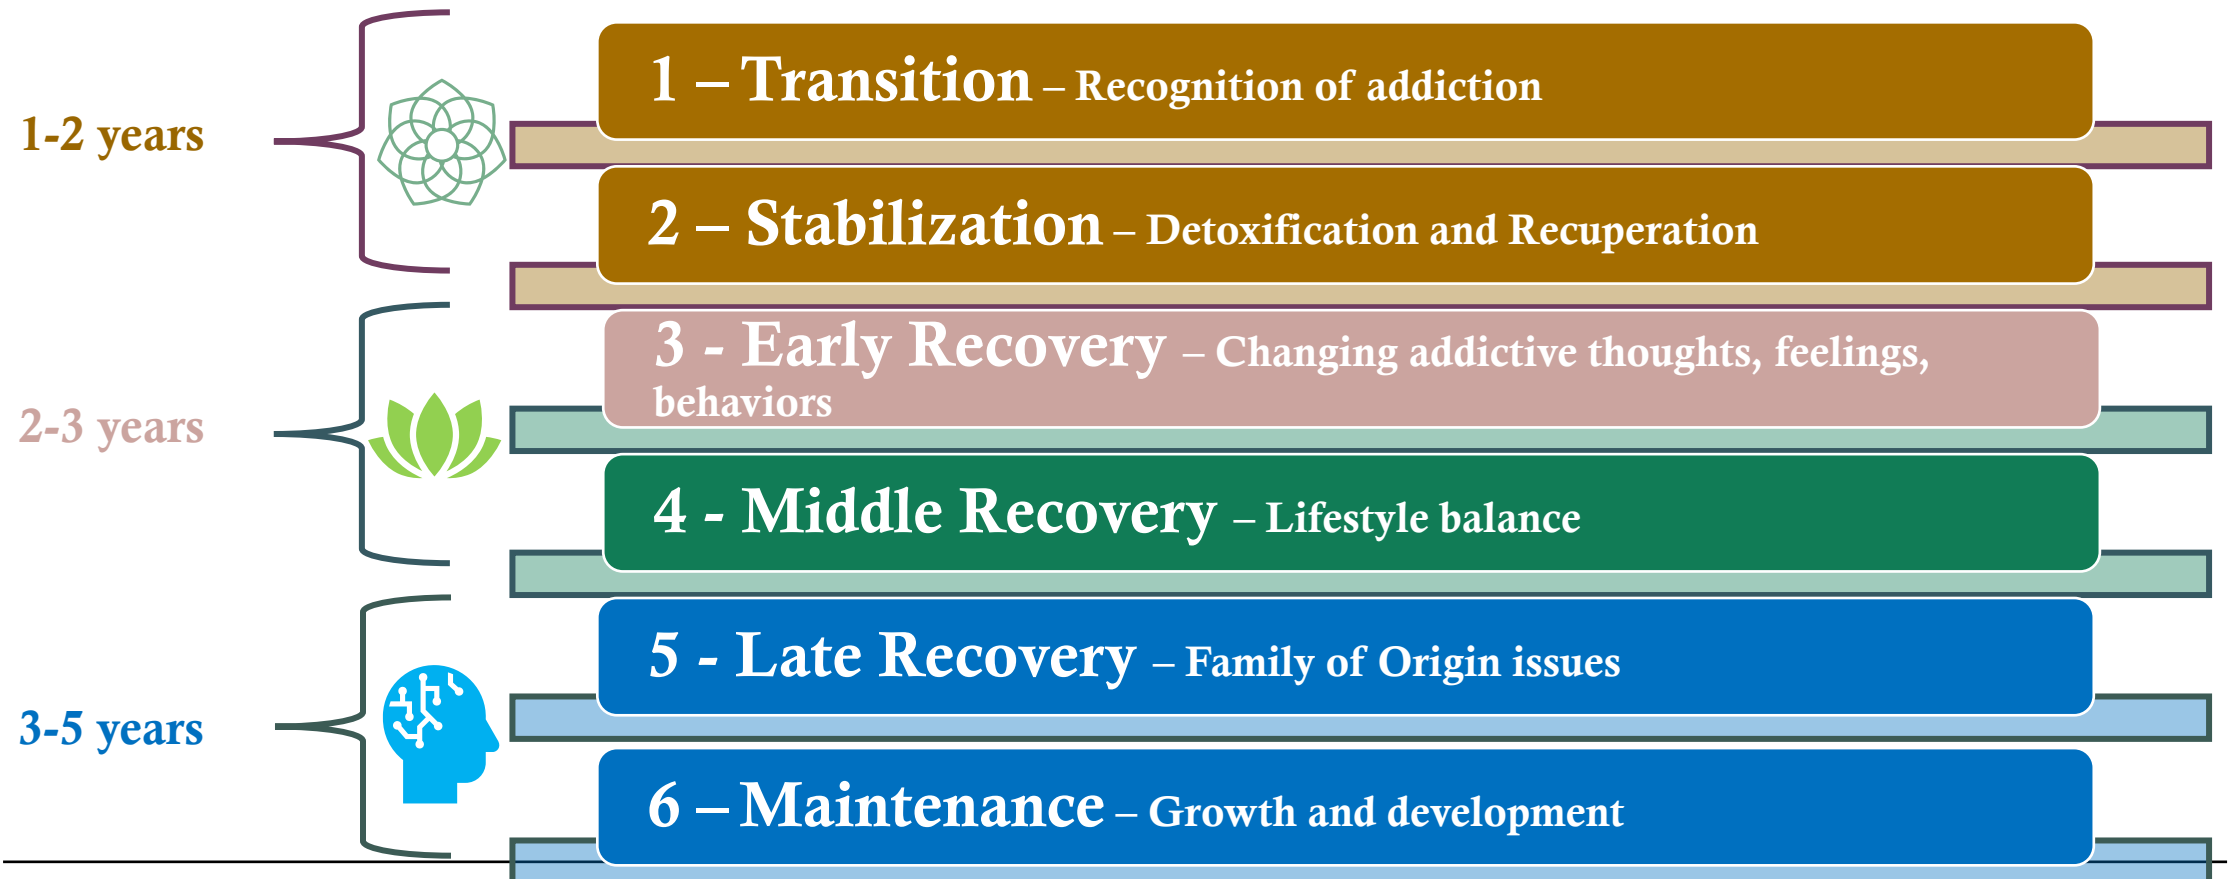 1-2 years
1 – Transition – Recognition of addiction
2 – Stabilization – Detoxification and Recuperation
2-3 years
3 - Early Recovery – Changing addictive thoughts, feelings,
behaviors
4 - Middle Recovery – Lifestyle balance
3-5 years
5 - Late Recovery – Family of Origin issues
6 – Maintenance – Growth and development